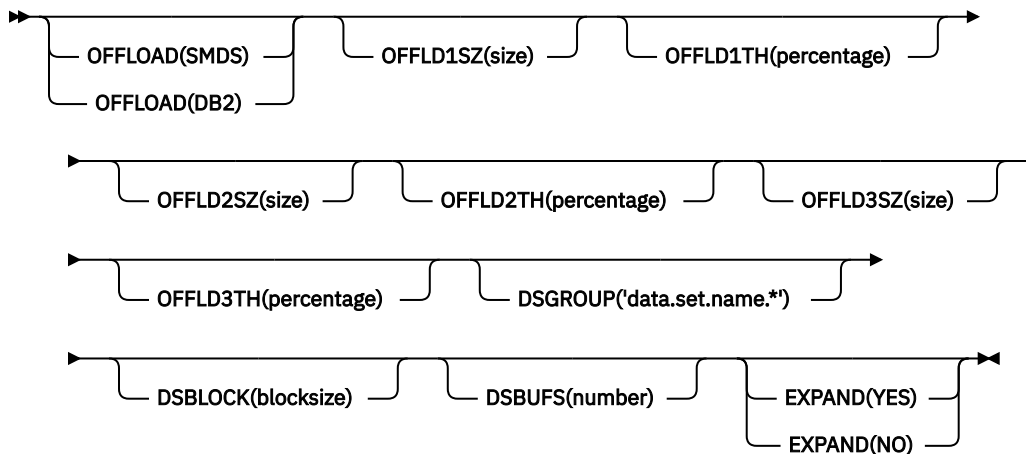 OFFLOAD(SMDS)
OFFLOAD(DB2)
OFFLD1SZ(size)
OFFLD1TH(percentage)
OFFLD2SZ(size)
OFFLD2TH(percentage)
OFFLD3SZ(size)
OFFLD3TH(percentage)
DSGROUP('data.set.name.*')
DSBLOCK(blocksize)
DSBUFS(number)
EXPAND(YES)
EXPAND(NO)